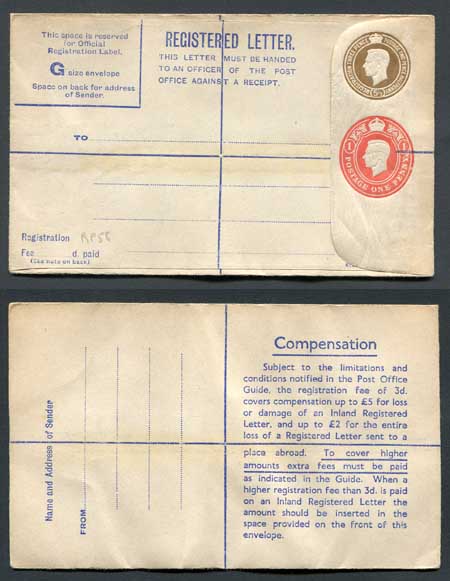 This space is reserved
for Official
Registration Label.
G size envelope
Space on back for address
of Sender.
REGISTERED LETTER.
THIS LETTER MUST BE HANDED
TO AN OFFICER OF THE POST
OFFICE AGAINST A RECEIPT.
TO
POSTAGE ONE PENNY
1 1
Registration RP56
Fee d. paid
(See note on back)
Name and Address of Sender
FROM
Compensation
Subject to the limitations and
conditions notified in the Post Office
Guide, the registration fee of 3d.
covers compensation up to £5 for loss
or damage of an Inland Registered
Letter, and up to £2 for the entire
loss of a Registered Letter sent to a
place abroad. To cover higher
amounts extra fees must be paid
as indicated in the Guide. When a
higher registration fee than 3d. is paid
on an Inland Registered Letter the
amount should be inserted in the
space provided on the front of this
envelope.